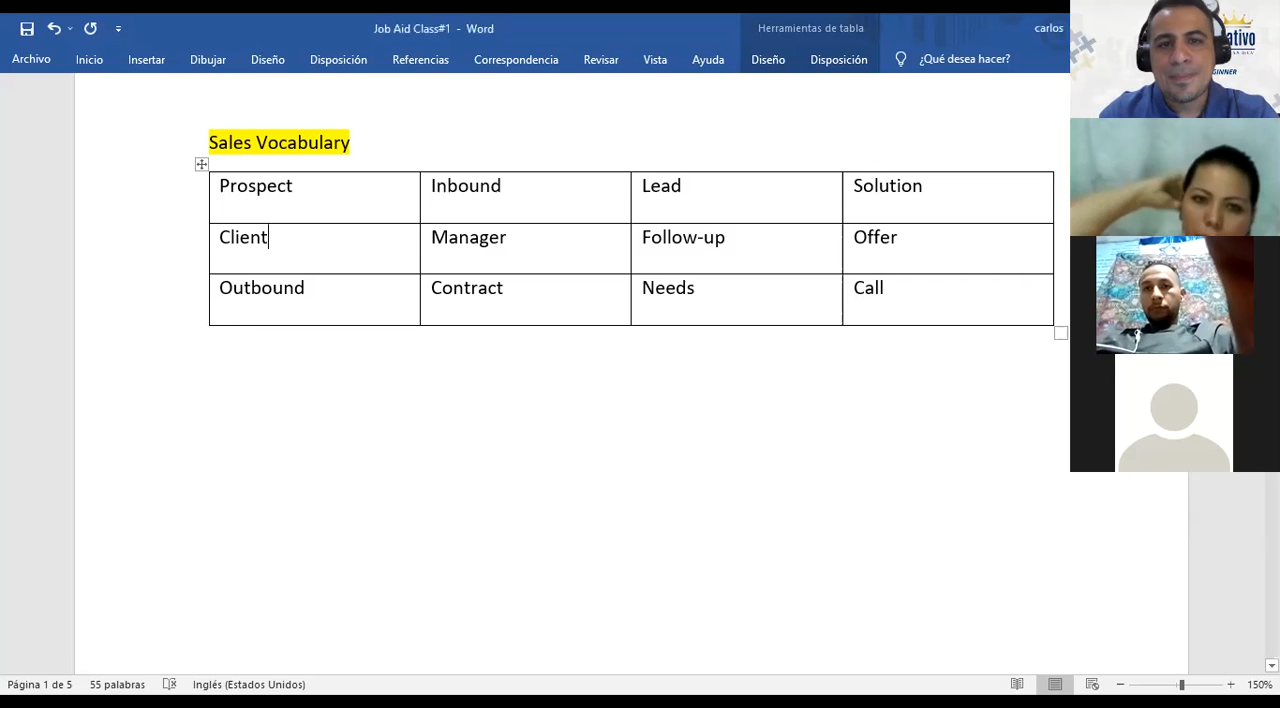 Job Aid Class#1 - Word
Herramientas de tabla
carlos
Archivo Inicio Insertar Dibujar Diseño Disposición Referencias Correspondencia Revisar Vista Ayuda Diseño Disposición ¿Qué desea hacer?
Sales Vocabulary
Prospect Inbound Lead Solution
Client Manager Follow-up Offer
Outbound Contract Needs Call
Página 1 de 5 55 palabras Inglés (Estados Unidos) 150%